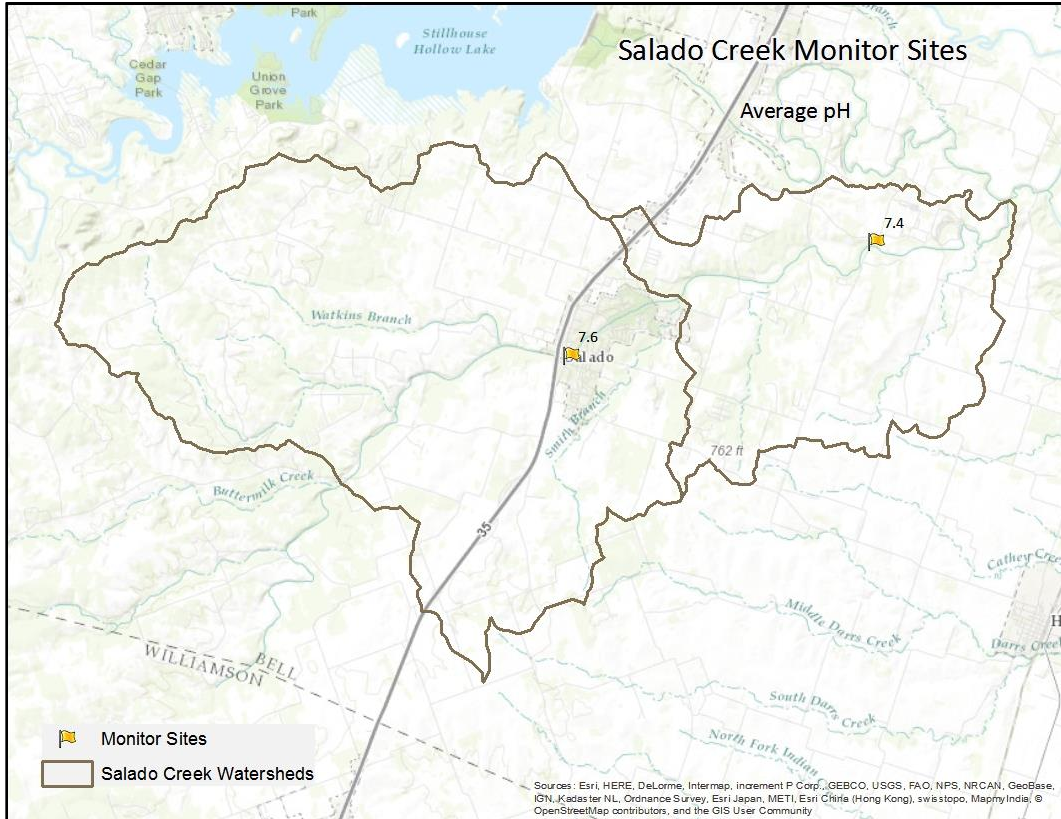 Park
Stillhouse
Hollow Lake
Salado Creek Monitor Sites
Cedar
Gap
Park
Union
Grove
Park
Branch
Average pH
7.4
Watkins Branch
7.6
Salado
Smith Branch
762 ft
Buttermilk Creek
35
Cathey Cree
Middle Darrs Creek
H
Darrs Creek
WILLIAMSON
BELL
South Darrs
Creek
North Fork Indian
Creek
Monitor Sites
Salado Creek Watersheds
Sources: Esri, HERE, DeLorme, Intermap, increment P Corp., GEBCO, USGS, FAO, NPS, NRCAN, GeoBase,
IGN, Kadaster NL, Ordnance Survey, Esri Japan, METI, Esri China (Hong Kong), swisstopo, MapmyIndia, ©
OpenStreetMap contributors, and the GIS User Community